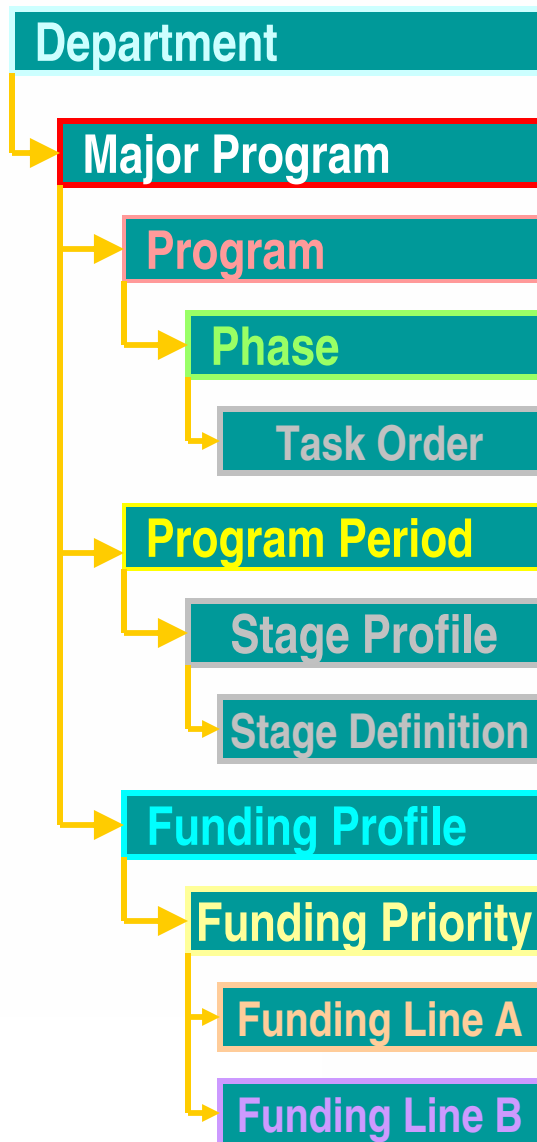 Department
Major Program
Program
Phase
Task Order
Program Period
Stage Profile
Stage Definition
Funding Profile
Funding Priority
Funding Line A
Funding Line B